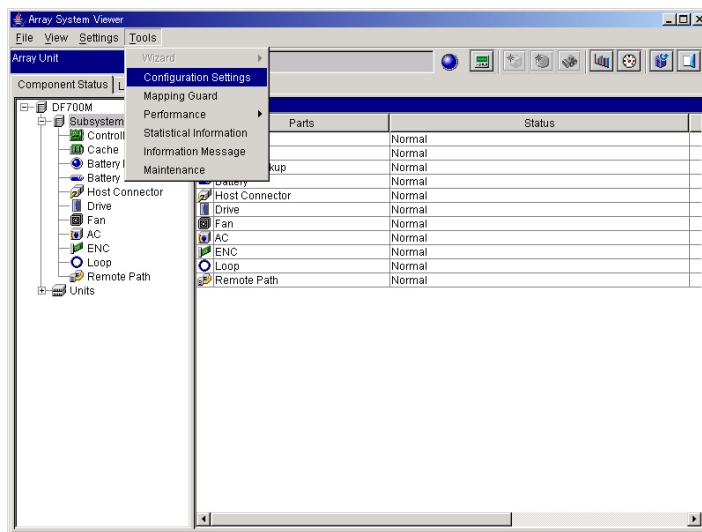 Array System Viewer
File View Settings Tools
Array Unit
Wizard
Configuration Settings
Mapping Guard
Performance
Statistical Information
Information Message
Maintenance
Component Status L
DF700M
Subsystem
Controll
Cache
Battery
Battery
Host Connector
Drive
Fan
AC
ENC
Loop
Remote Path
Units
Parts Status
Normal
Normal
kup Normal
Battery Normal
Host Connector Normal
Drive Normal
Fan Normal
AC Normal
ENC Normal
Loop Normal
Remote Path Normal